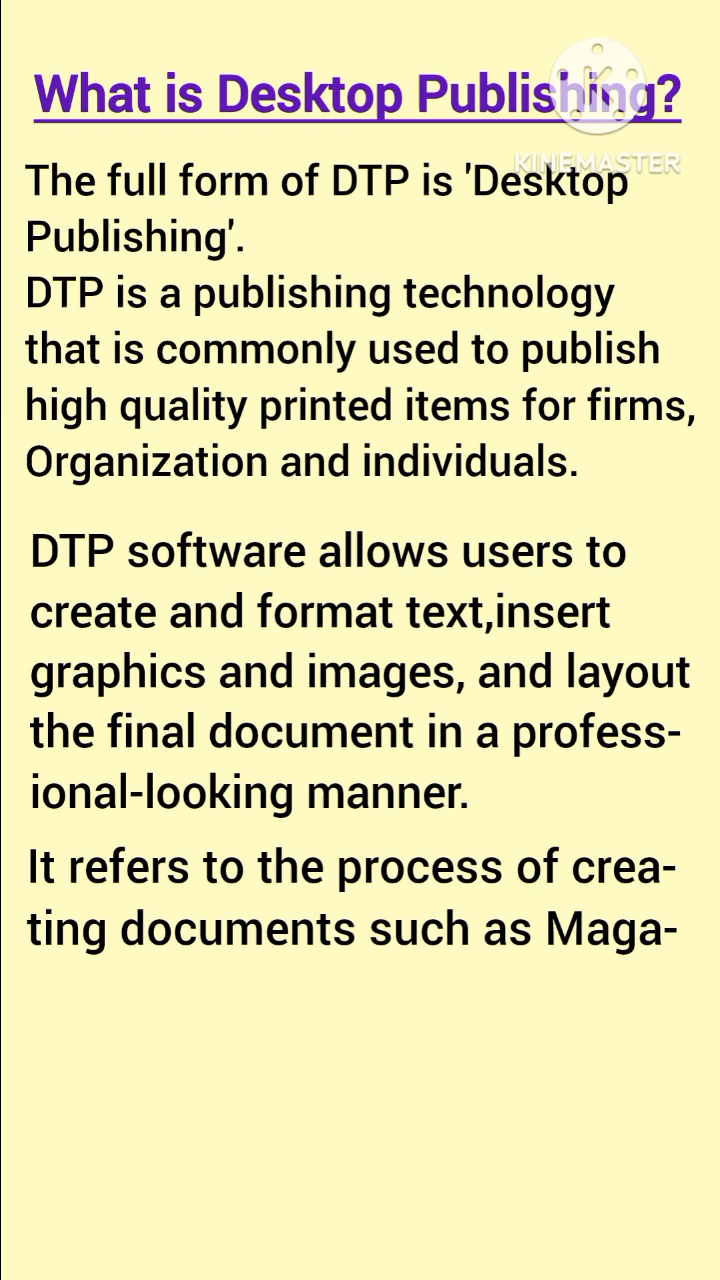 What is Desktop Publishing?
KINEMASTER
The full form of DTP is 'Desktop
Publishing'.
DTP is a publishing technology
that is commonly used to publish
high quality printed items for firms,
Organization and individuals.
DTP software allows users to
create and format text,insert
graphics and images, and layout
the final document in a profess-
ional-looking manner.
It refers to the process of crea-
ting documents such as Maga-